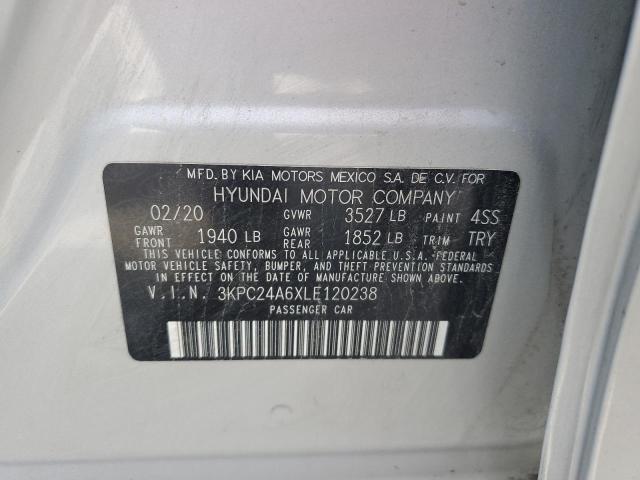 MFD. BY KIA MOTORS MEXICO S.A. DE C.V. FOR
HYUNDAI MOTOR COMPANY
02/20 GVWR 3527 LB PAINT 4SS
GAWR FRONT 1940 LB GAWR REAR 1852 LB TRIM TRY
THIS VEHICLE CONFORMS TO ALL APPLICABLE U.S.A. FEDERAL
MOTOR VEHICLE SAFETY, BUMPER, AND THEFT PREVENTION STANDARDS
IN EFFECT ON THE DATE OF MANUFACTURE SHOWN ABOVE.
V.I.N. 3KPC24A6XLE120238
PASSENGER CAR